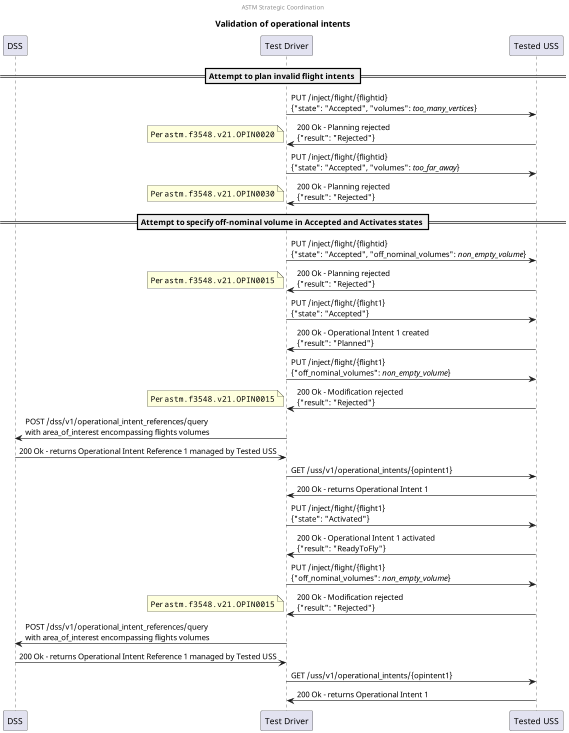 ASTM Strategic Coordination
Validation of operational intents
DSS
Test Driver
Tested USS
Attempt to plan invalid flight intents
PUT /inject/flight/{flightid}
{"state": "Accepted", "volumes": too_many_vertices}
200 Ok - Planning rejected
{"result": "Rejected"}
Per astm.f3548.v21.OPIN0020
PUT /inject/flight/{flightid}
{"state": "Accepted", "volumes": too_far_away}
200 Ok - Planning rejected
{"result": "Rejected"}
Per astm.f3548.v21.OPIN0030
Attempt to specify off-nominal volume in Accepted and Activates states
PUT /inject/flight/{flightid}
{"state": "Accepted, "off_nominal_volumes": non_empty_volume}
200 Ok - Planning rejected
{"result": "Rejected"}
Per astm.f3548.v21.OPIN0015
PUT /inject/flight/{flight1}
{"state": "Accepted"}
200 Ok - Operational Intent 1 created
{"result": "Planned"}
PUT /inject/flight/{flight1}
{"off_nominal_volumes": non_empty_volume}
200 Ok - Modification rejected
{"result": "Rejected"}
Per astm.f3548.v21.OPIN0015
POST /dss/v1/operational_intent_references/query
with area_of_interest encompassing flights volumes
200 Ok - returns Operational Intent Reference 1 managed by Tested USS
GET /uss/v1/operational_intents/{opintent1}
200 Ok - returns Operational Intent 1
PUT /inject/flight/{flight1}
{"state": "Activated"}
200 Ok - Operational Intent 1 activated
{"result": "ReadyToFly"}
PUT /inject/flight/{flight1}
{"off_nominal_volumes": non_empty_volume}
200 Ok - Modification rejected
{"result": "Rejected"}
Per astm.f3548.v21.OPIN0015
POST /dss/v1/operational_intent_references/query
with area_of_interest encompassing flights volumes
200 Ok - returns Operational Intent Reference 1 managed by Tested USS
GET /uss/v1/operational_intents/{opintent1}
200 Ok - returns Operational Intent 1
DSS
Test Driver
Tested USS